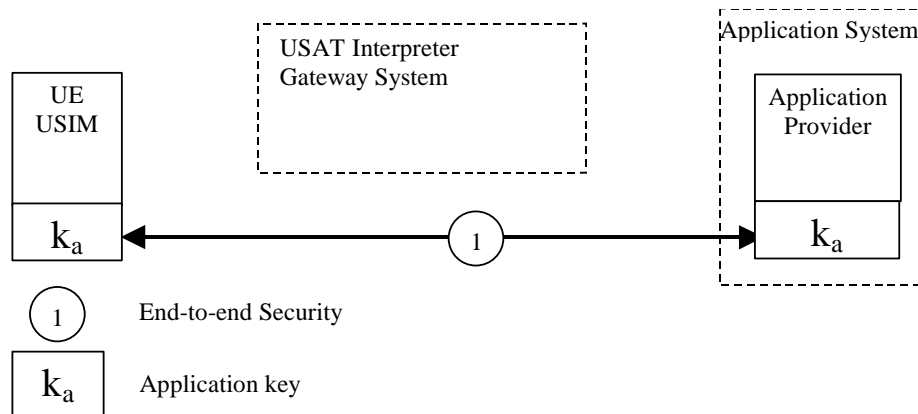 USAT Interpreter
Gateway System
Application System
UE
USIM
Application
Provider
kₐ
1
kₐ
1
End-to-end Security
kₐ
Application key